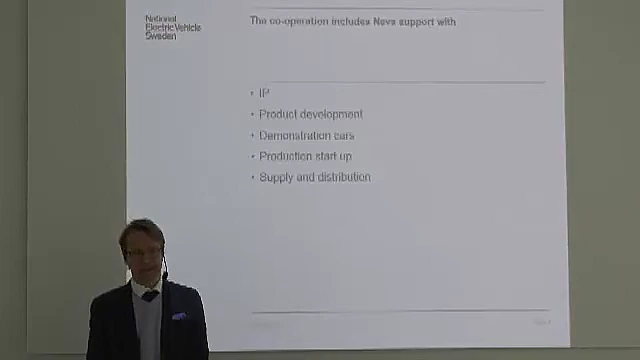 National
Electric Vehicle
Sweden
The co-operation includes Nevs support with
• IP
• Product development
• Demonstration cars
• Production start up
• Supply and distribution